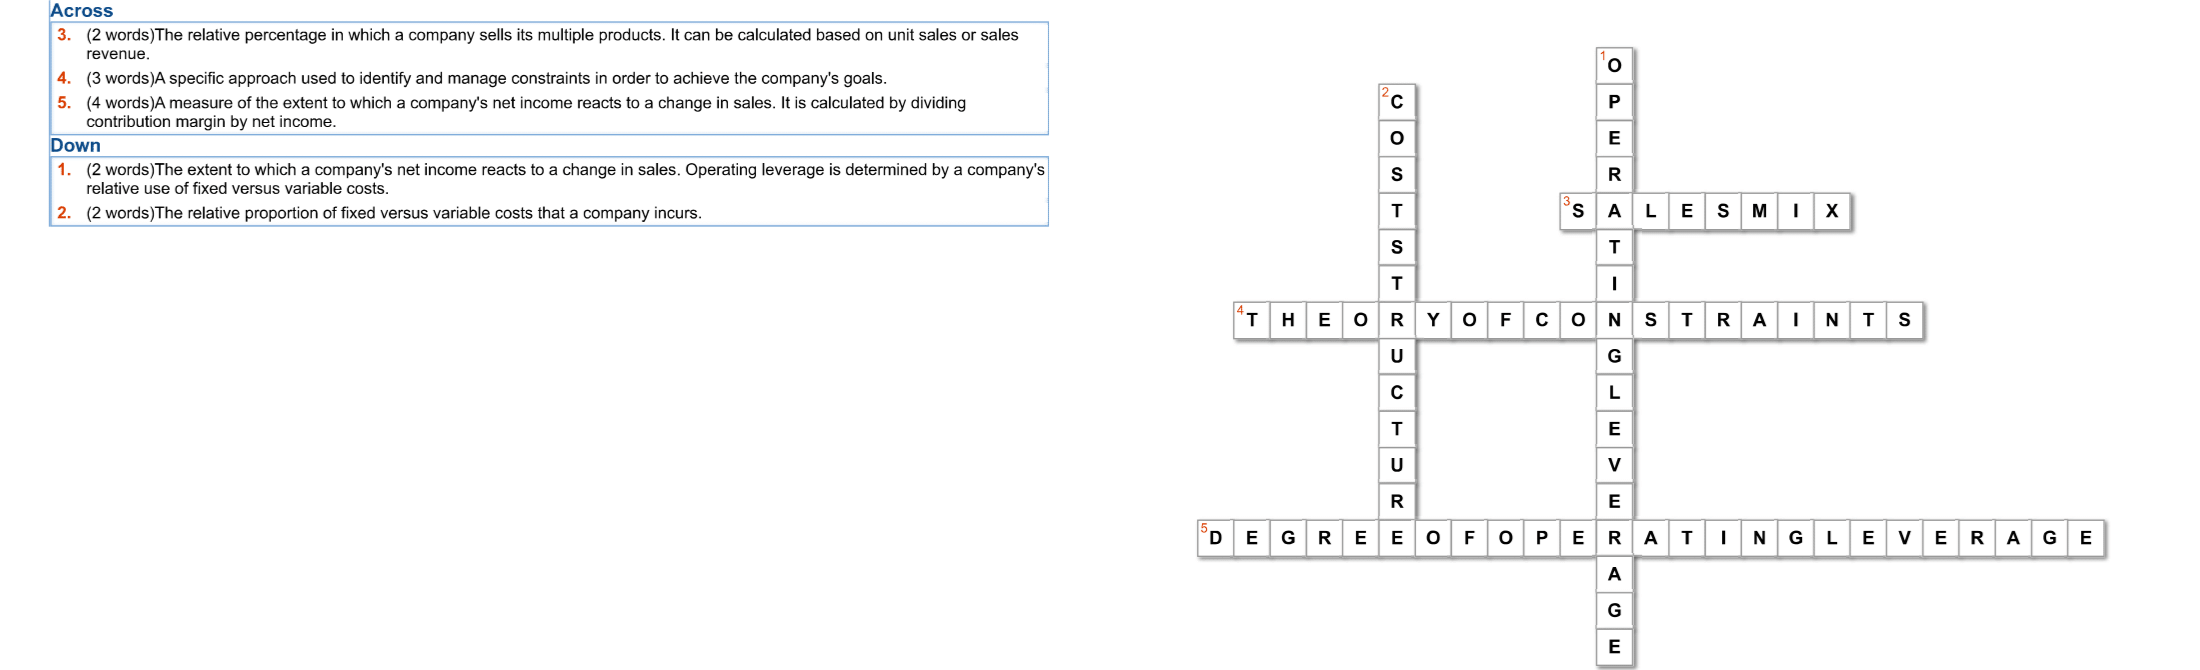 Across
3. (2 words)The relative percentage in which a company sells its multiple products. It can be calculated based on unit sales or sales
revenue.
4. (3 words)A specific approach used to identify and manage constraints in order to achieve the company's goals.
5. (4 words)A measure of the extent to which a company's net income reacts to a change in sales. It is calculated by dividing
contribution margin by net income.
Down
1. (2 words)The extent to which a company's net income reacts to a change in sales. Operating leverage is determined by a company's
relative use of fixed versus variable costs.
2. (2 words)The relative proportion of fixed versus variable costs that a company incurs.
1 O P E R A T I N G L E V E R A G E
2 C O S T S T R U C T U R E
3 S A L E S M I X
4 T H E O R Y O F C O N S T R A I N T S
5 D E G R E E O F O P E R A T I N G L E V E R A G E